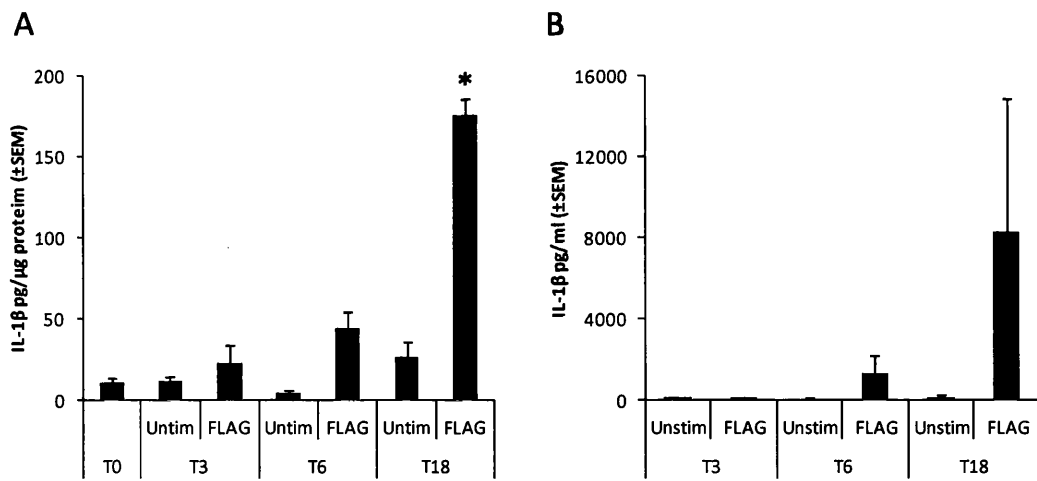 A
IL-1β pg/µg proteim (±SEM)
200
150
100
50
0
*
Untim FLAG Untim FLAG Untim FLAG
T0 T3 T6 T18
B
IL-1β pg/ml (±SEM)
16000
12000
8000
4000
0
Unstim FLAG Unstim FLAG Unstim FLAG
T3 T6 T18